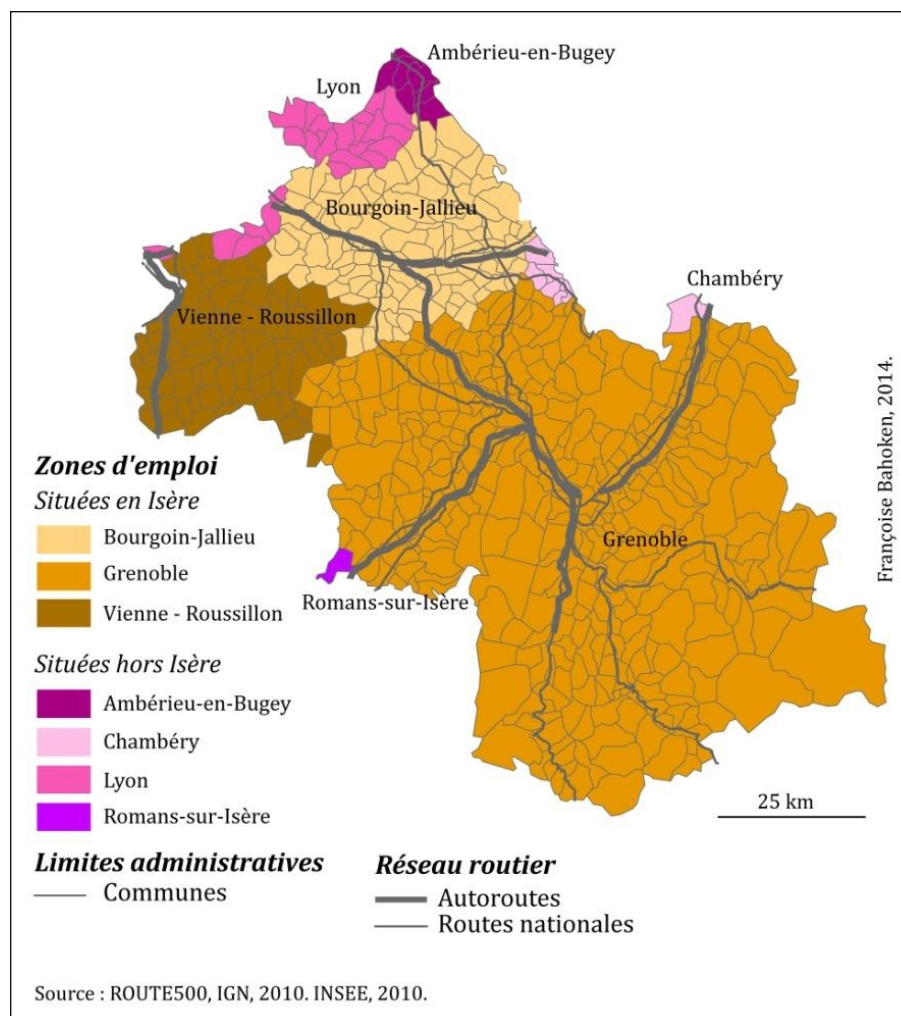 Ambérieu-en-Bugey
Lyon
Bourgoin-Jallieu
Chambéry
Vienne - Roussillon
Grenoble
Romans-sur-Isère
Françoise Bahoken, 2014.
Zones d'emploi
Situées en Isère
Bourgoin-Jallieu
Grenoble
Vienne - Roussillon
Situées hors Isère
Ambérieu-en-Bugey
Chambéry
Lyon
Romans-sur-Isère
25 km
Limites administratives
Communes
Réseau routier
Autoroutes
Routes nationales
Source : ROUTE500, IGN, 2010. INSEE, 2010.